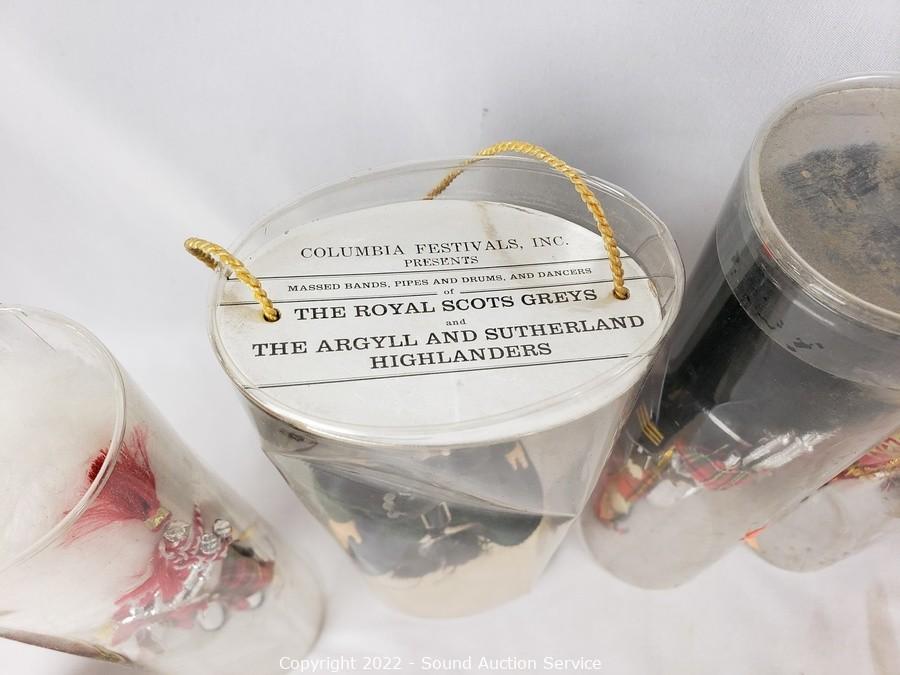 COLUMBIA FESTIVALS, INC.
PRESENTS
MASSED BANDS, PIPES AND DRUMS, AND DANCERS
of
THE ROYAL SCOTS GREYS
and
THE ARGYLL AND SUTHERLAND
HIGHLANDERS
Copyright 2022 - Sound Auction Service